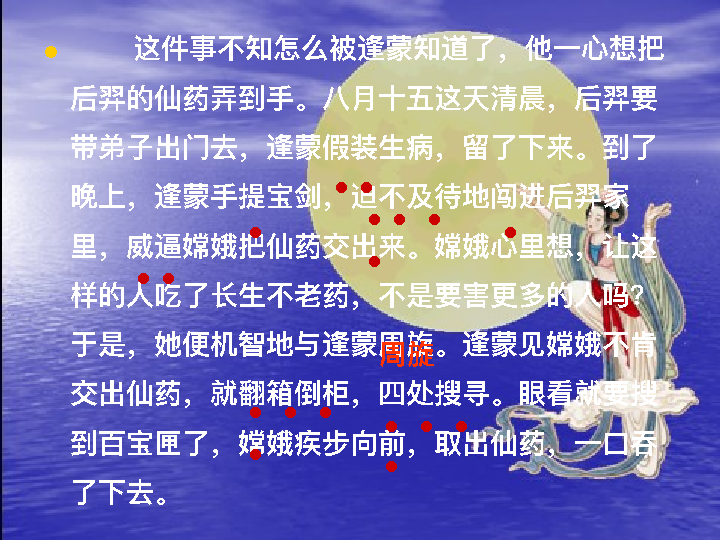 这件事不知怎么被逢蒙知道了，他一心想把
后羿的仙药弄到手。八月十五这天清晨，后羿要
带弟子出门去，逢蒙假装生病，留了下来。到了
晚上，逢蒙手提宝剑，迫不及待地闯进后羿家
里，威逼嫦娥把仙药交出来。嫦娥心里想，让这
样的人吃了长生不老药，不是要害更多的人吗？
于是，她便机智地与逢蒙周旋。逢蒙见嫦娥不肯
周旋
交出仙药，就翻箱倒柜，四处搜寻。眼看就要搜
到百宝匣了，嫦娥疾步向前，取出仙药，一口吞
了下去。